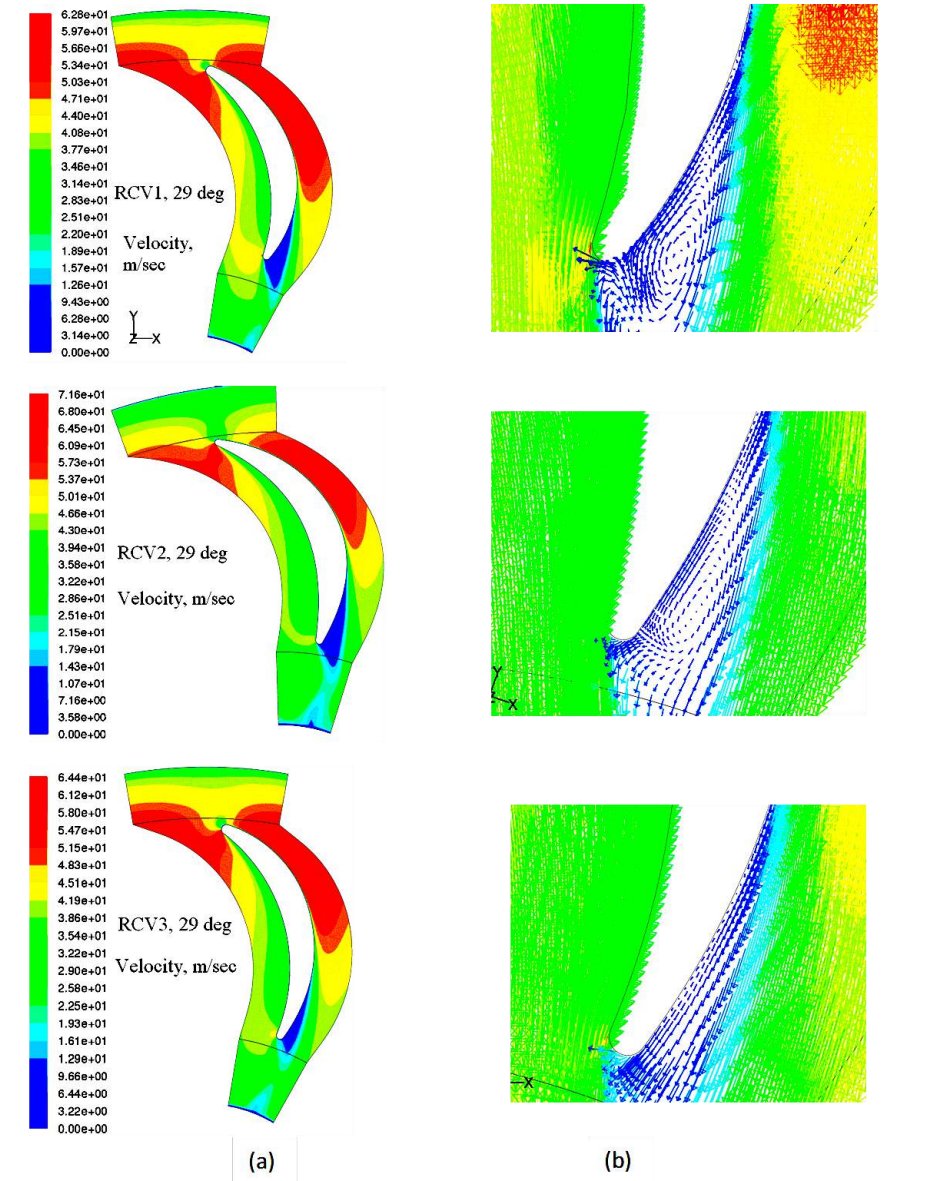 6.28e+01
5.97e+01
5.66e+01
5.34e+01
5.03e+01
4.71e+01
4.40e+01
4.08e+01
3.77e+01
3.46e+01
3.14e+01
2.83e+01
2.51e+01
2.20e+01
1.89e+01
1.57e+01
1.26e+01
9.43e+00
6.28e+00
3.14e+00
0.00e+00
RCV1, 29 deg
Velocity,
m/sec
Y
Z X
7.16e+01
6.80e+01
6.45e+01
6.09e+01
5.73e+01
5.37e+01
5.01e+01
4.66e+01
4.30e+01
3.94e+01
3.58e+01
3.22e+01
2.86e+01
2.51e+01
2.15e+01
1.79e+01
1.43e+01
1.07e+01
7.16e+00
3.58e+00
0.00e+00
RCV2, 29 deg
Velocity, m/sec
Y
X
6.44e+01
6.12e+01
5.80e+01
5.47e+01
5.15e+01
4.83e+01
4.51e+01
4.19e+01
3.86e+01
3.54e+01
3.22e+01
2.90e+01
2.58e+01
2.25e+01
1.93e+01
1.61e+01
1.29e+01
9.66e+00
6.44e+00
3.22e+00
0.00e+00
RCV3, 29 deg
Velocity, m/sec
X
(a) (b)